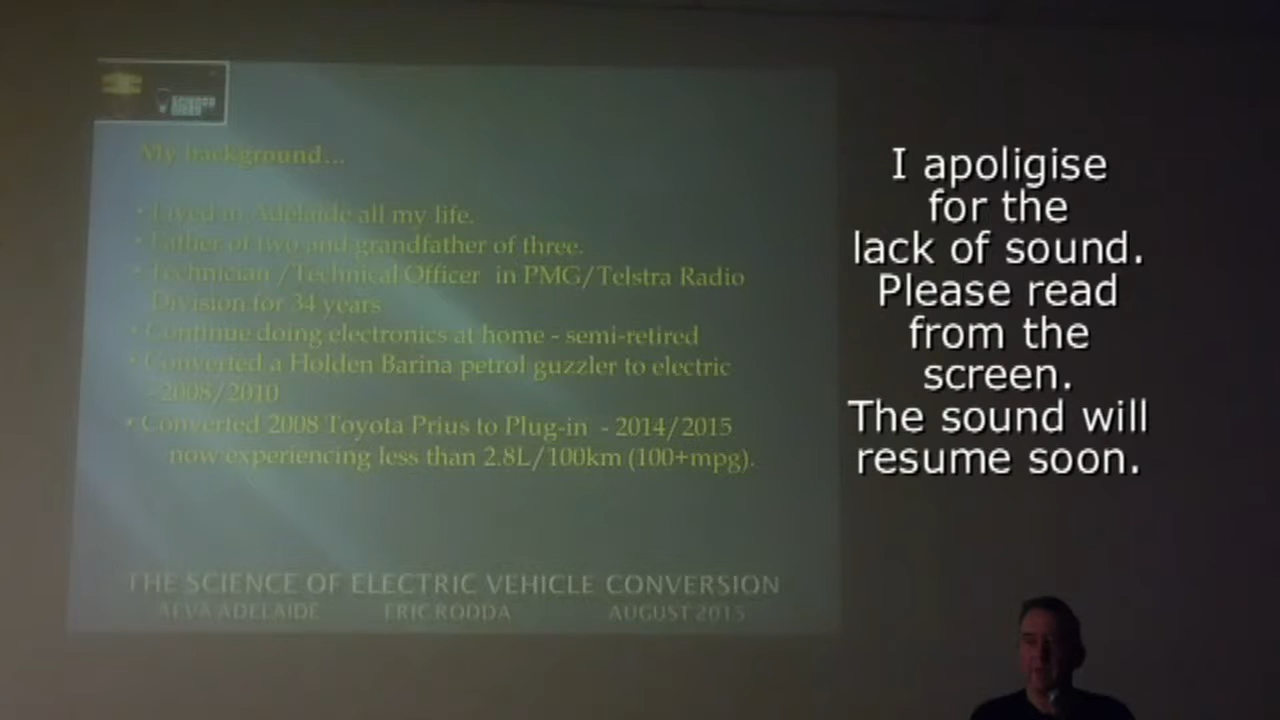 SCIENCE
My background...
• Lived in Adelaide all my life.
• Father of two and grandfather of three.
• Technician /Technical Officer in PMG/Telstra Radio
Division for 34 years
• Continue doing electronics at home - semi-retired
• Converted a Holden Barina petrol guzzler to electric
- 2008/2010
• Converted 2008 Toyota Prius to Plug-in - 2014/2015
now experiencing less than 2.8L/100km (100+mpg).
THE SCIENCE OF ELECTRIC VEHICLE CONVERSION
AEVA ADELAIDE ERIC RODDA AUGUST 2015
I apoligise
for the
lack of sound.
Please read
from the
screen.
The sound will
resume soon.